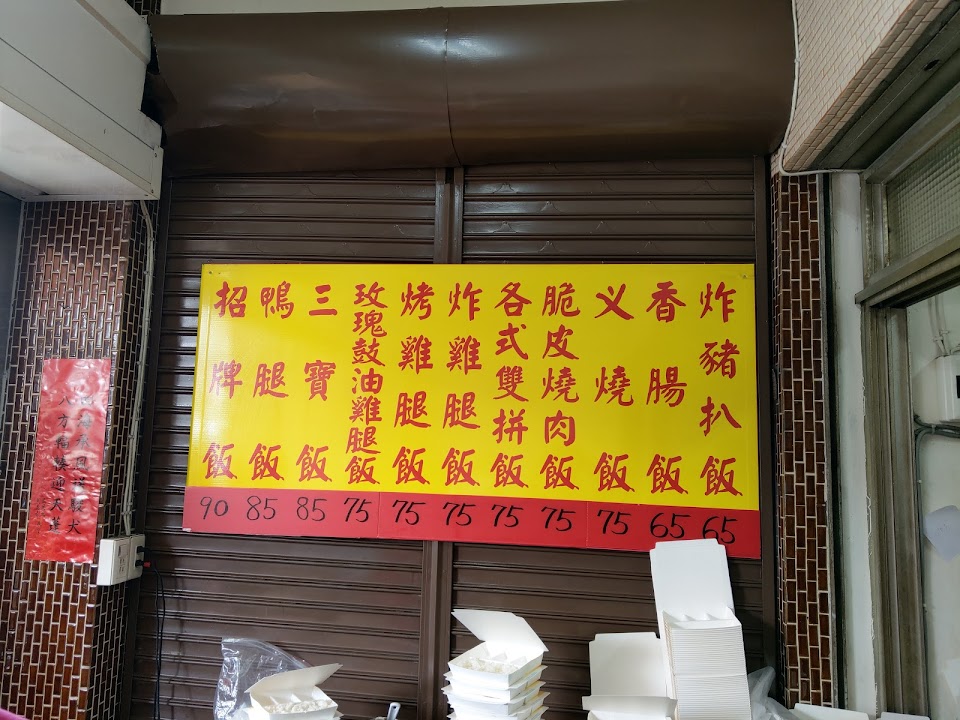 招牌飯 90
鴨腿飯 85
三寶飯 85
玫瑰鼓油雞腿飯 75
烤雞腿飯 75
炸雞腿飯 75
各式雙拼飯 75
脆皮燒肉飯 75
义燒飯 75
香腸飯 65
炸豬扒飯 65